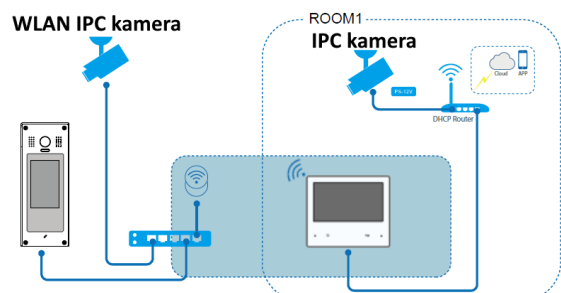 WLAN IPC kamera
ROOM1
IPC kamera
PS-12V
Cloud
APP
DHCP Router